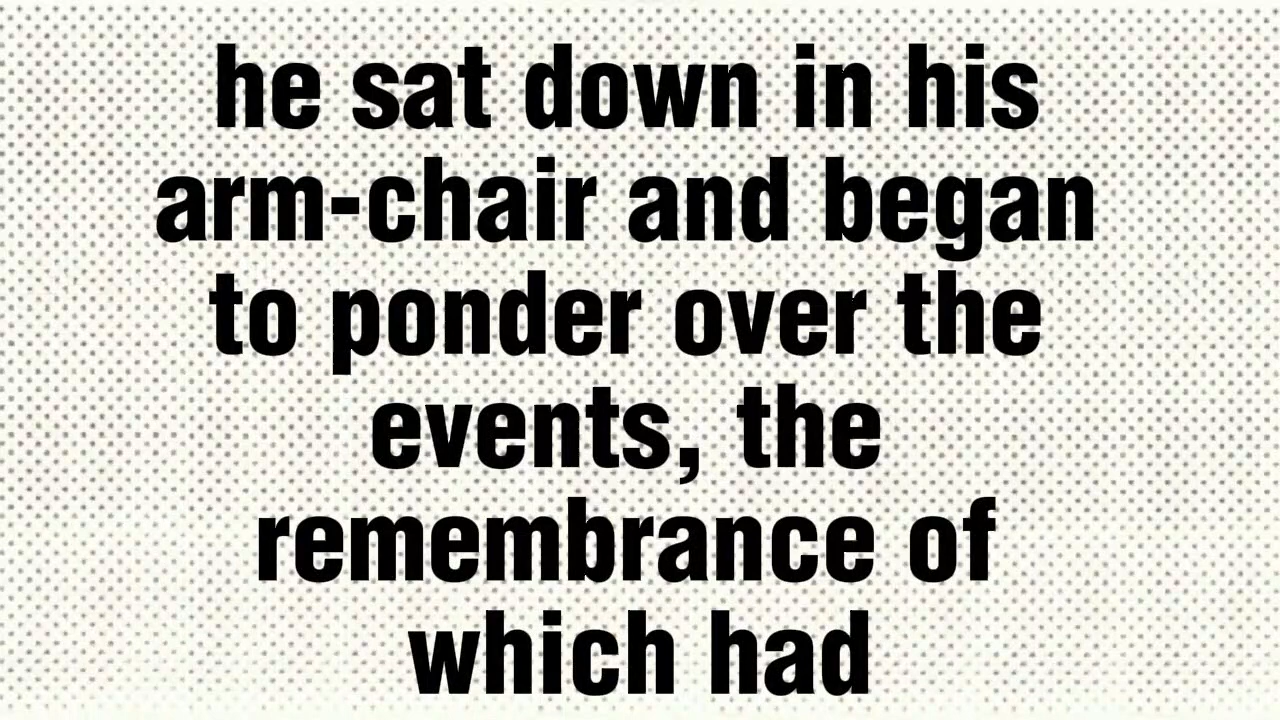 he sat down in his
arm-chair and began
to ponder over the
events, the
remembrance of
which had